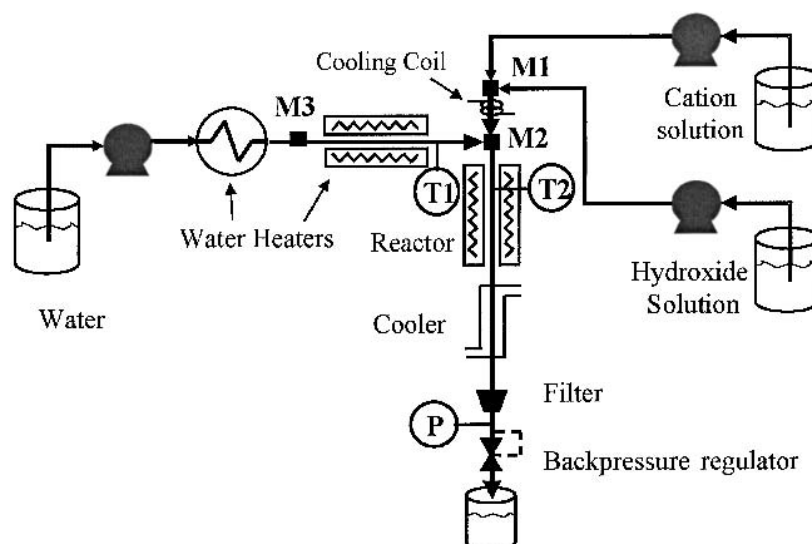 Cooling Coil
M1
Cation
solution
M3
M2
T1
T2
Water Heaters
Reactor
Hydroxide
Solution
Water
Cooler
Filter
P
Backpressure regulator